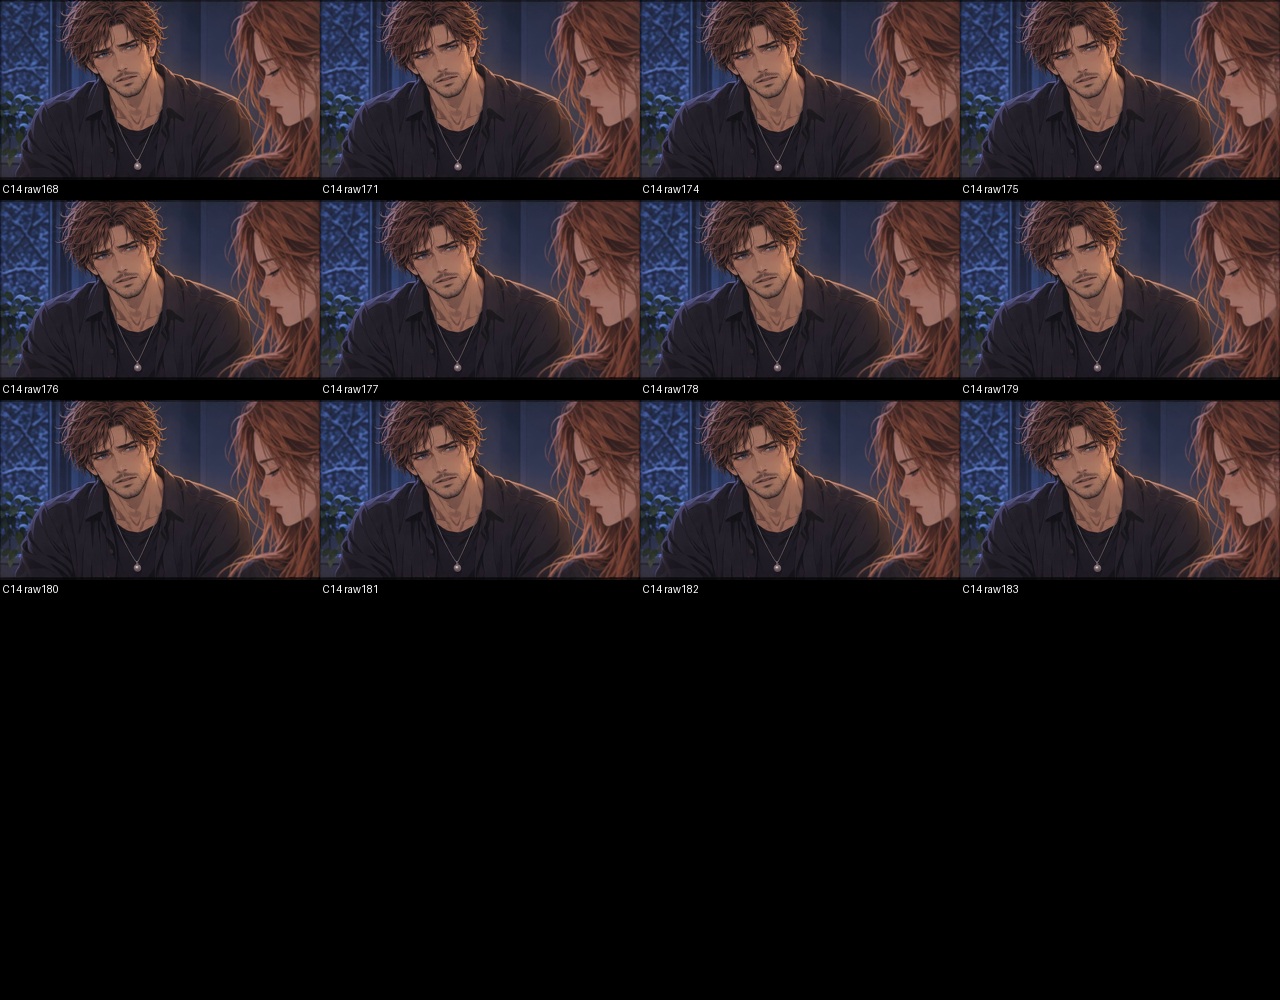 C14 raw168
C14 raw171
C14 raw174
C14 raw175
C14 raw176
C14 raw177
C14 raw178
C14 raw179
C14 raw180
C14 raw181
C14 raw182
C14 raw183